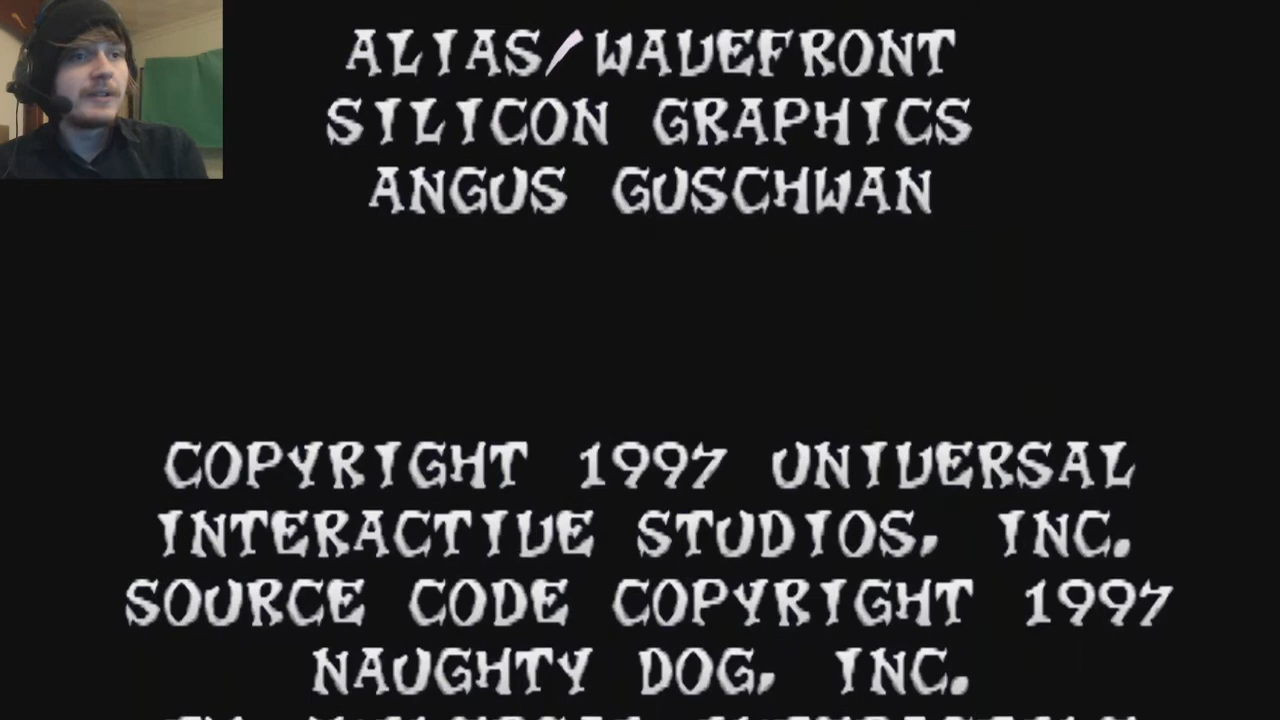 ALIAS/WAVEFRONT
SILICON GRAPHICS
ANGUS GUSCHWAN
COPYRIGHT 1997 UNIVERSAL
INTERACTIVE STUDIOS, INC.
SOURCE CODE COPYRIGHT 1997
NAUGHTY DOG, INC.